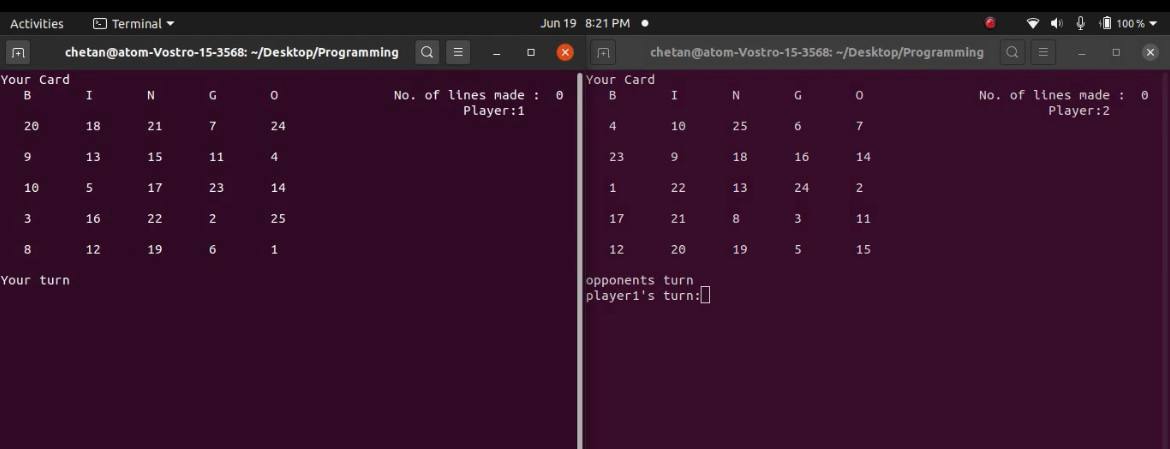 Activities Terminal Jun 19 8:21 PM 100 %
chetan@atom-Vostro-15-3568: ~/Desktop/Programming
Your Card
B I N G O No. of lines made : 0
Player:1
20 18 21 7 24
9 13 15 11 4
10 5 17 23 14
3 16 22 2 25
8 12 19 6 1
Your turn
chetan@atom-Vostro-15-3568: ~/Desktop/Programming
Your Card
B I N G O No. of lines made : 0
Player:2
4 10 25 6 7
23 9 18 16 14
1 22 13 24 2
17 21 8 3 11
12 20 19 5 15
opponents turn
player1's turn: